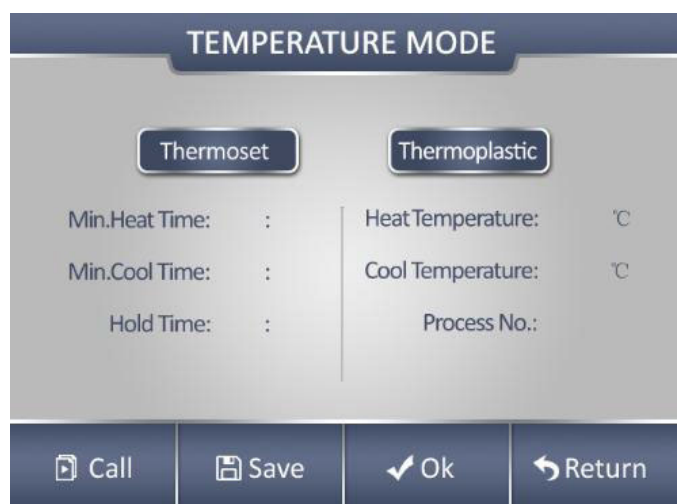 TEMPERATURE MODE
Thermoset
Thermoplastic
Min.Heat Time: :
Heat Temperature: ℃
Min.Cool Time: :
Cool Temperature: ℃
Hold Time: :
Process No.:
Call
Save
Ok
Return